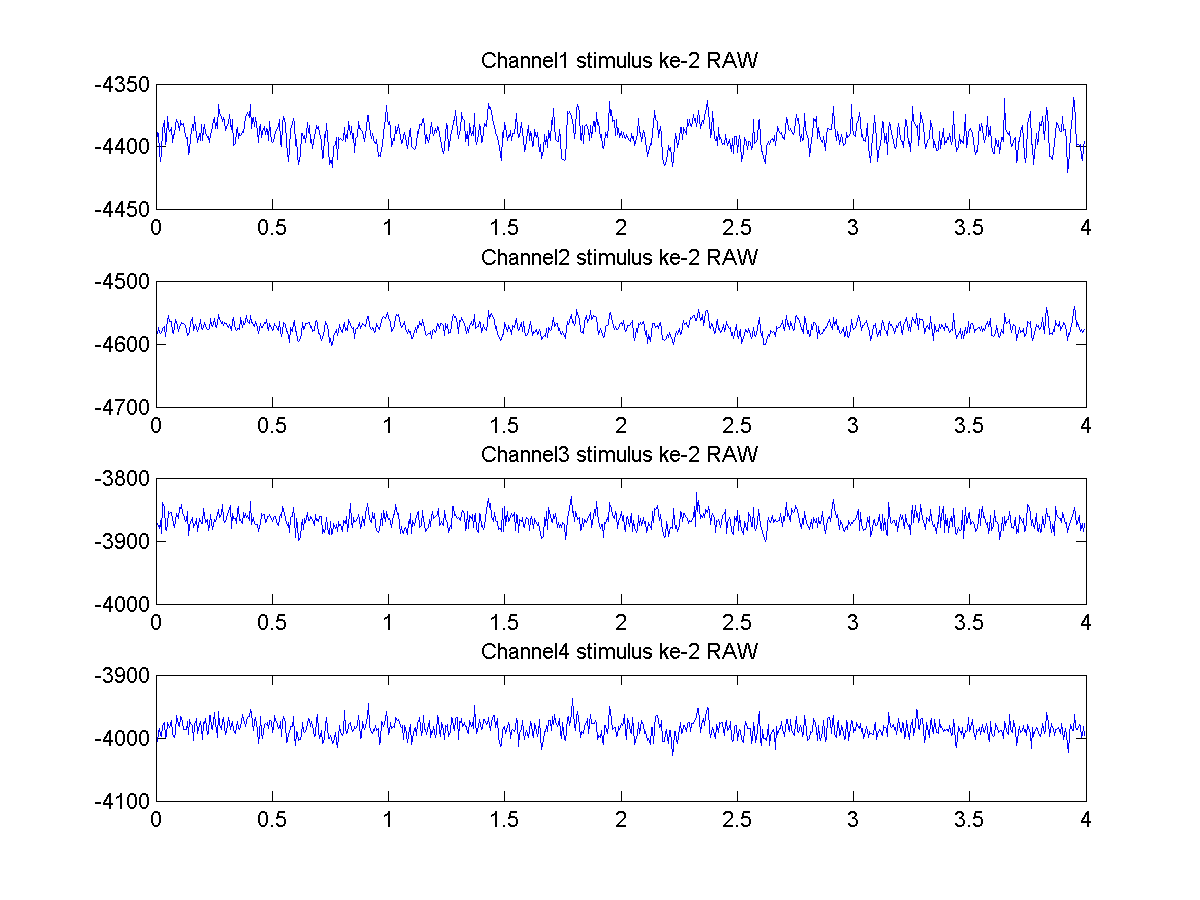 Channel1 stimulus ke-2 RAW
-4350
-4400
-4450
0 0.5 1 1.5 2 2.5 3 3.5 4
Channel2 stimulus ke-2 RAW
-4500
-4600
-4700
0 0.5 1 1.5 2 2.5 3 3.5 4
Channel3 stimulus ke-2 RAW
-3800
-3900
-4000
0 0.5 1 1.5 2 2.5 3 3.5 4
Channel4 stimulus ke-2 RAW
-3900
-4000
-4100
0 0.5 1 1.5 2 2.5 3 3.5 4